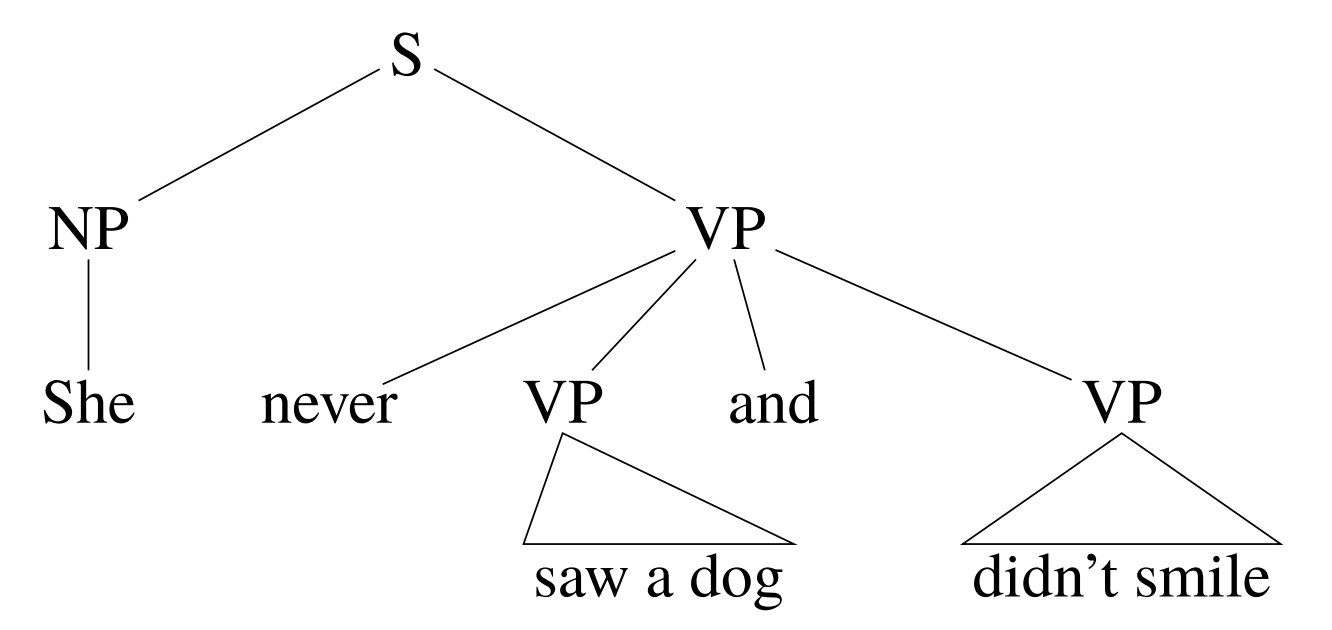 S
NP VP
She never VP and VP
saw a dog didn't smile